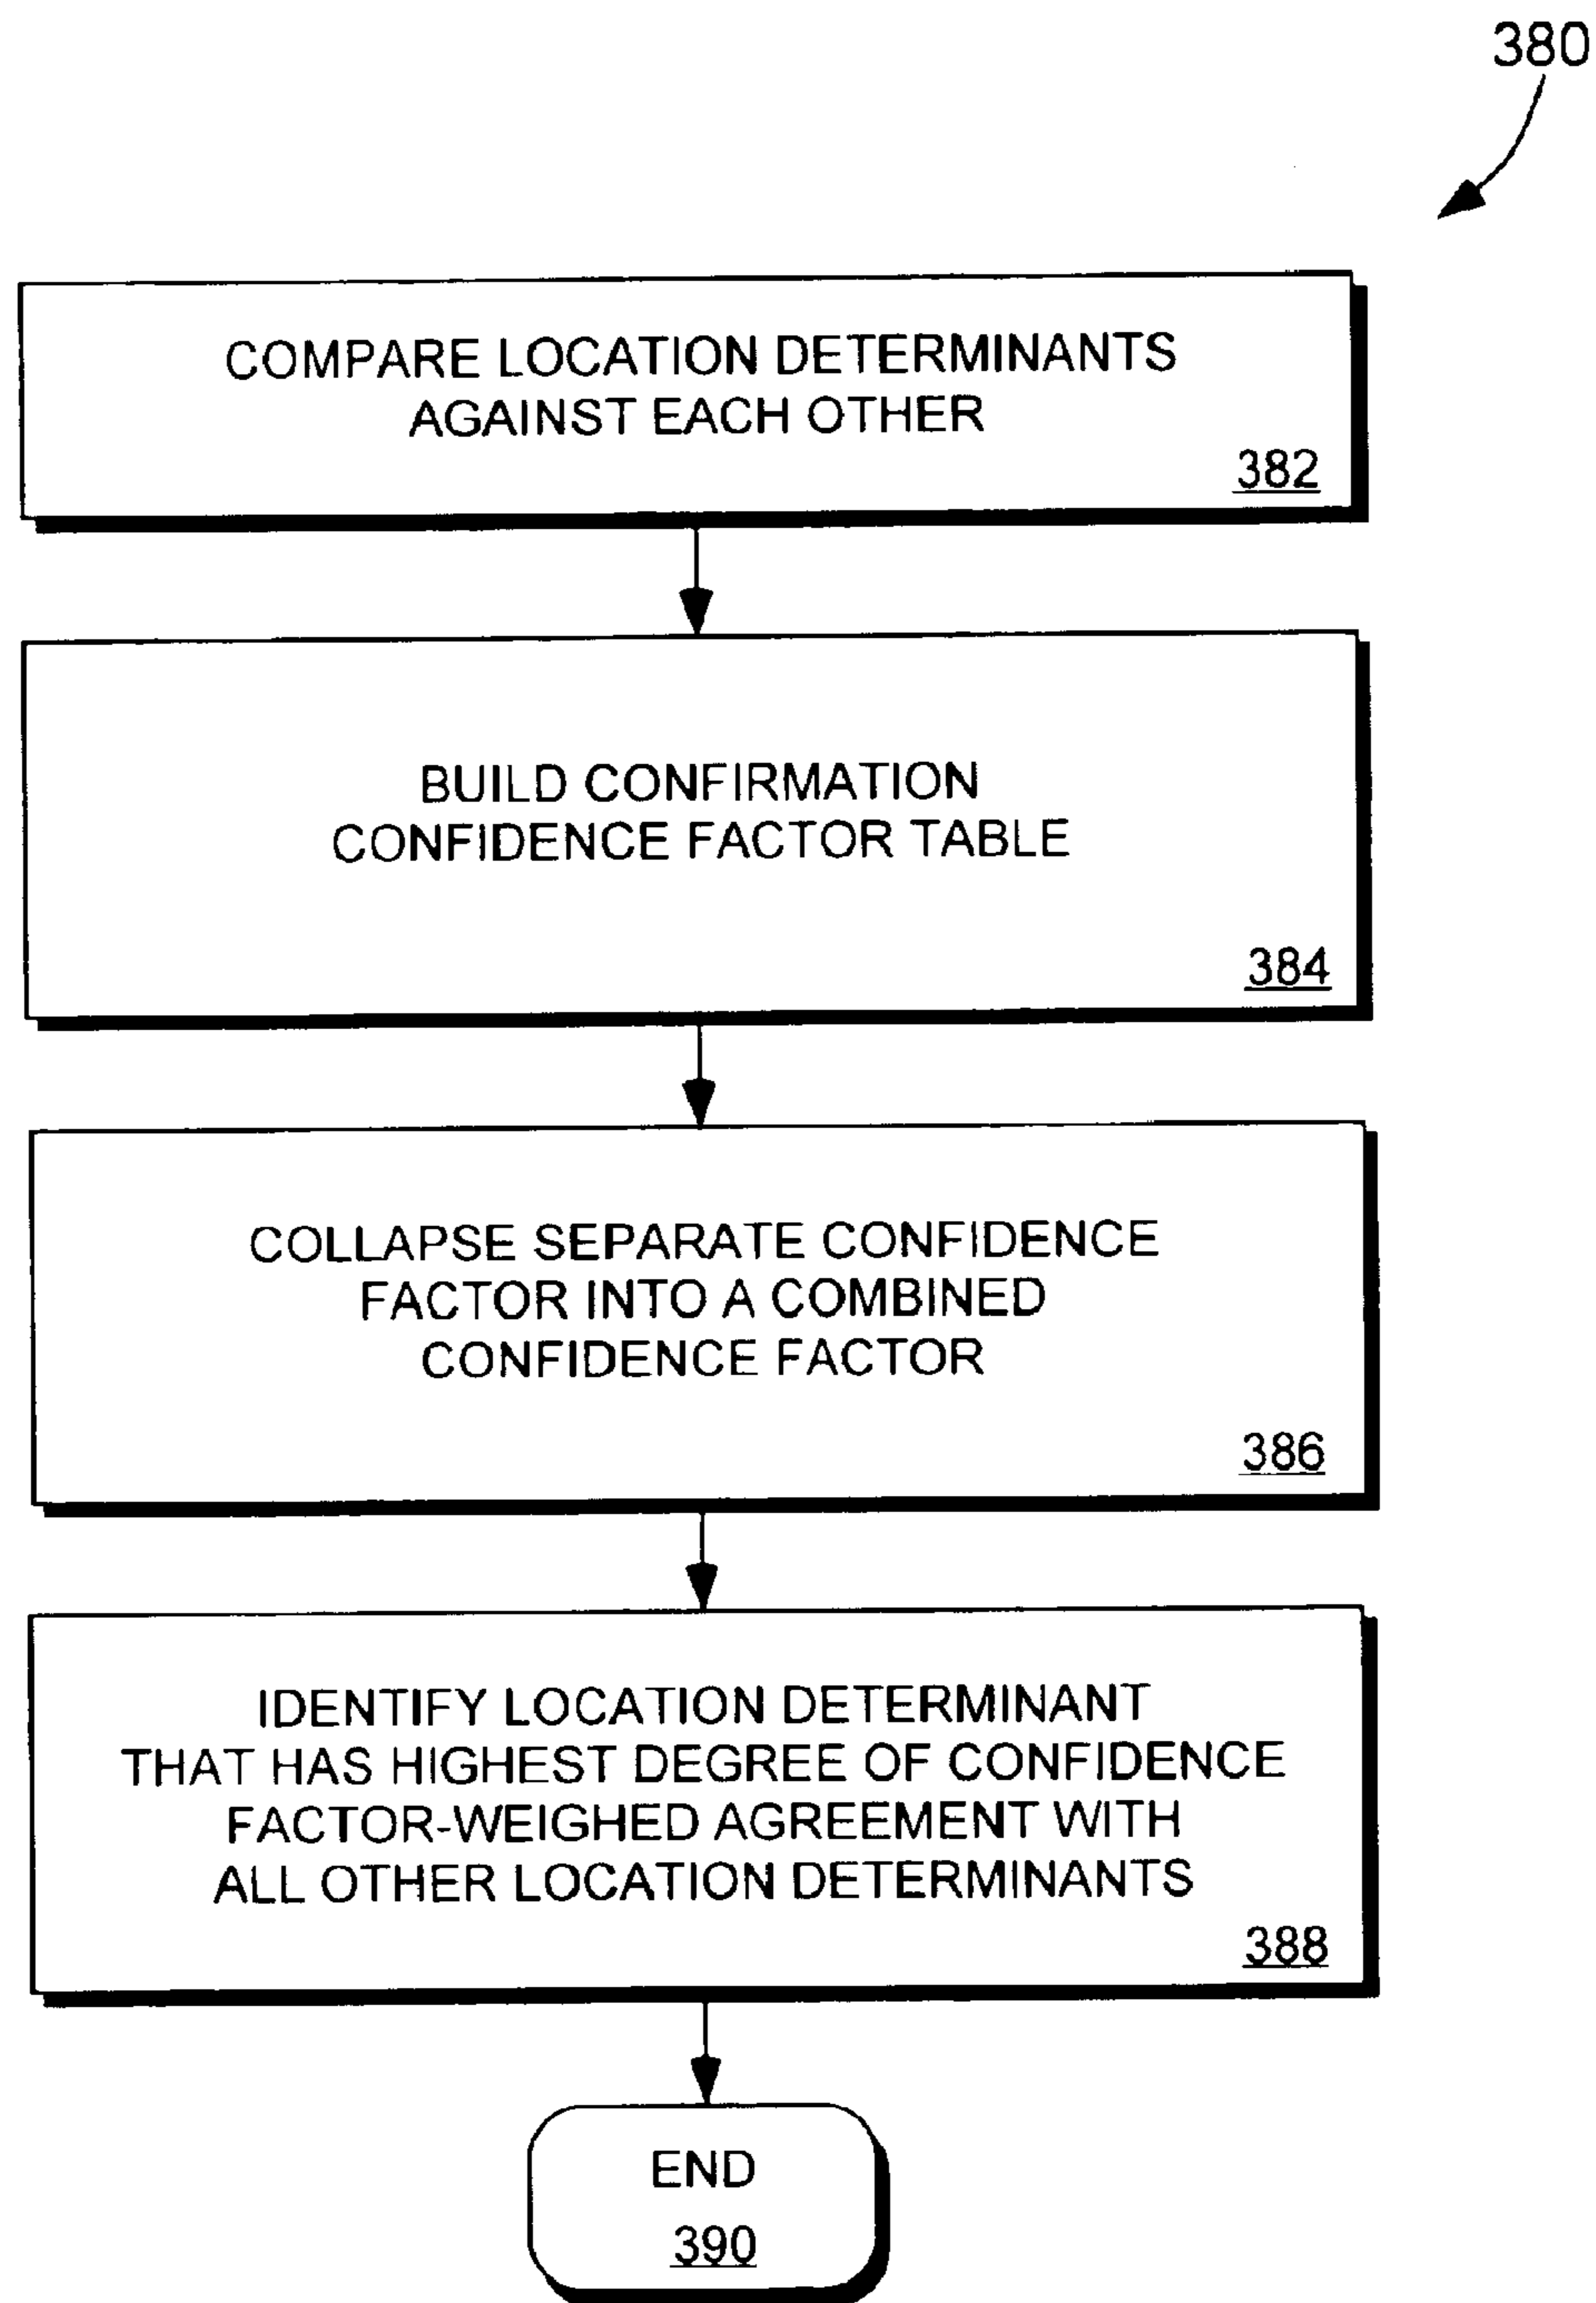 380
COMPARE LOCATION DETERMINANTS
AGAINST EACH OTHER
382
BUILD CONFIRMATION
CONFIDENCE FACTOR TABLE
384
COLLAPSE SEPARATE CONFIDENCE
FACTOR INTO A COMBINED
CONFIDENCE FACTOR
386
IDENTIFY LOCATION DETERMINANT
THAT HAS HIGHEST DEGREE OF CONFIDENCE
FACTOR-WEIGHED AGREEMENT WITH
ALL OTHER LOCATION DETERMINANTS
388
END
390